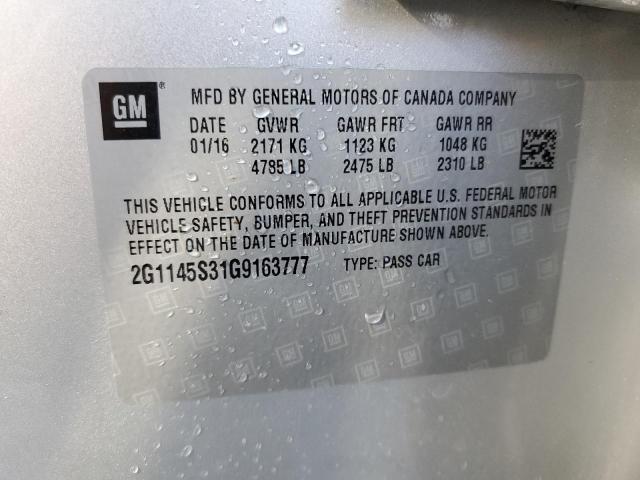 GM ® MFD BY GENERAL MOTORS OF CANADA COMPANY
DATE GVWR GAWR FRT GAWR RR
01/16 2171 KG 1123 KG 1048 KG
4785 LB 2475 LB 2310 LB
THIS VEHICLE CONFORMS TO ALL APPLICABLE U.S. FEDERAL MOTOR
VEHICLE SAFETY, BUMPER, AND THEFT PREVENTION STANDARDS IN
EFFECT ON THE DATE OF MANUFACTURE SHOWN ABOVE.
2G1145S31G9163777 TYPE: PASS CAR